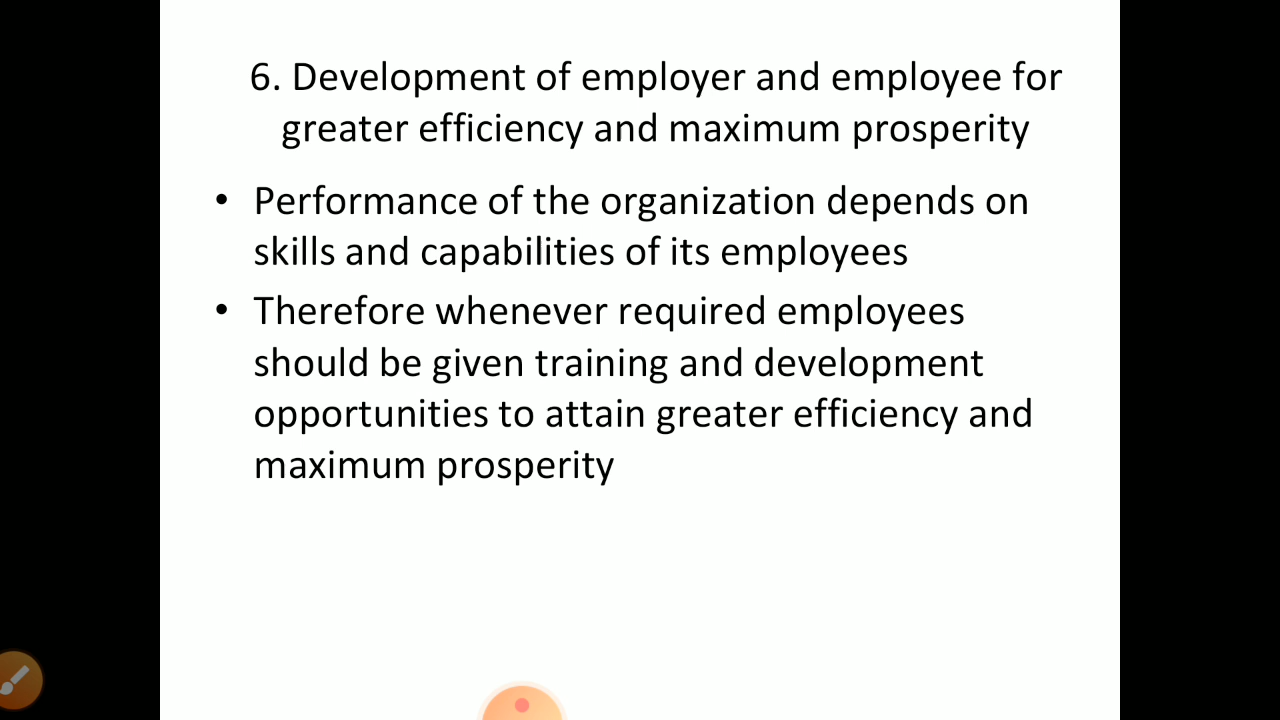 6. Development of employer and employee for
greater efficiency and maximum prosperity
• Performance of the organization depends on
skills and capabilities of its employees
• Therefore whenever required employees
should be given training and development
opportunities to attain greater efficiency and
maximum prosperity